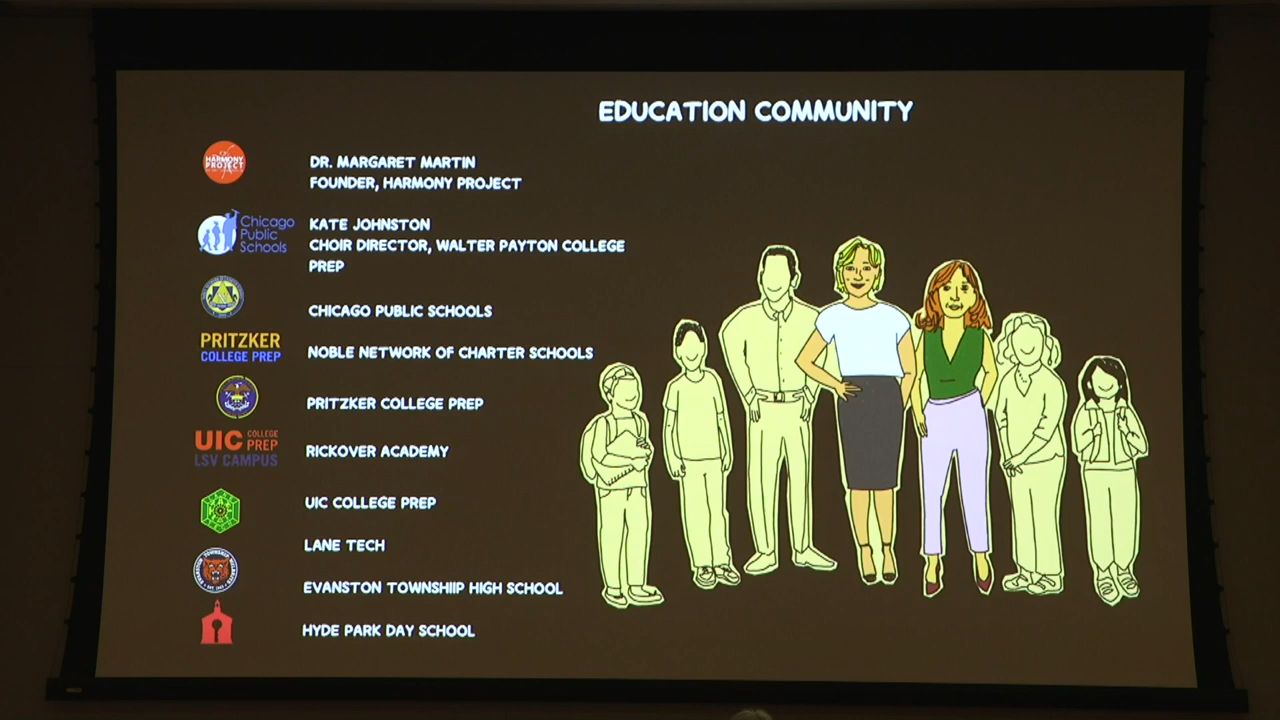 EDUCATION COMMUNITY
HARMONY
PROJECT
DR. MARGARET MARTIN
FOUNDER, HARMONY PROJECT
Chicago
Public
Schools
KATE JOHNSTON
CHOIR DIRECTOR, WALTER PAYTON COLLEGE
PREP
CHICAGO PUBLIC SCHOOLS
PRITZKER
COLLEGE PREP
NOBLE NETWORK OF CHARTER SCHOOLS
PRITZKER COLLEGE PREP
UIC COLLEGE
PREP
LSV CAMPUS
RICKOVER ACADEMY
UIC COLLEGE PREP
LANE TECH
EVANSTON TOWNSHIIP HIGH SCHOOL
HYDE PARK DAY SCHOOL